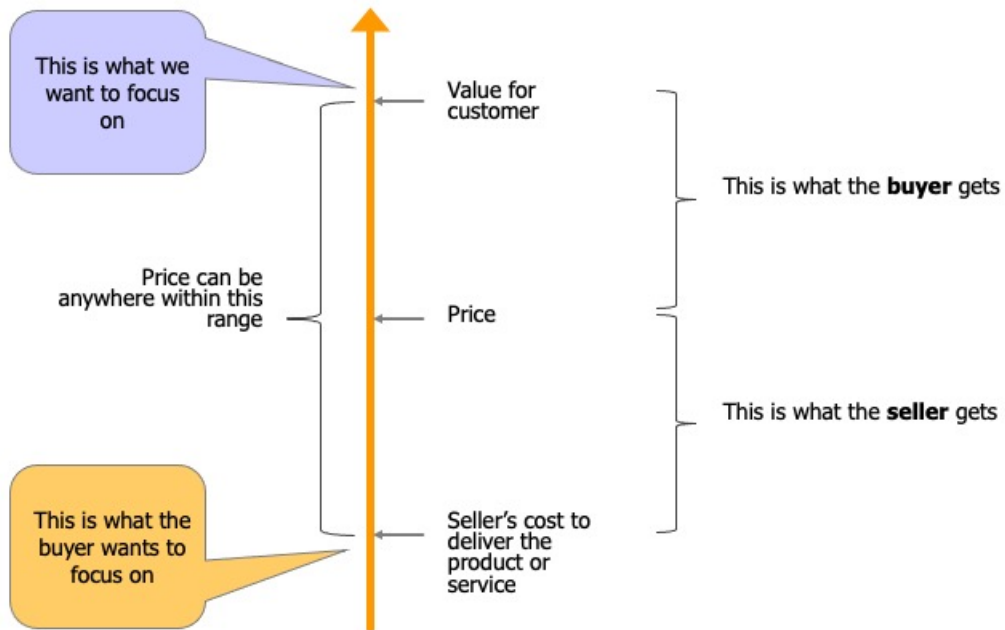 This is what we
want to focus
on
Value for
customer
This is what the buyer gets
Price can be
anywhere within this
range
Price
This is what the seller gets
This is what the
buyer wants to
focus on
Seller’s cost to
deliver the
product or
service